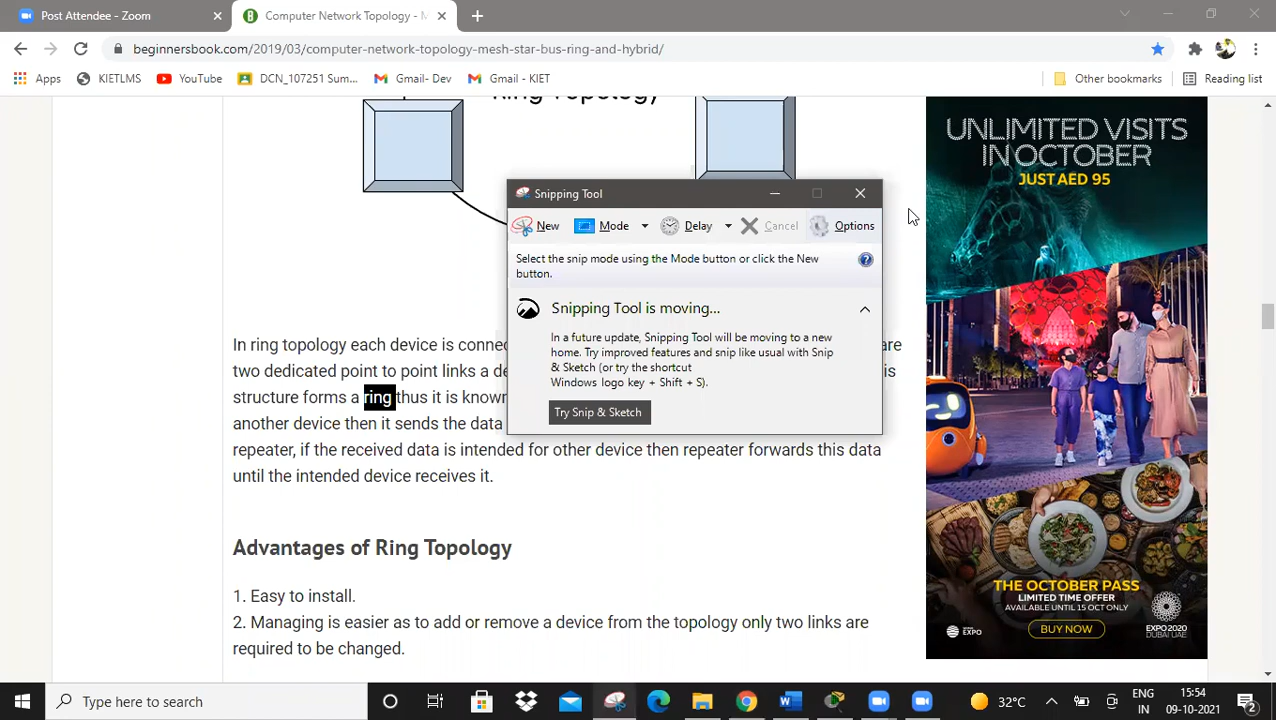 Post Attendee - Zoom
Computer Network Topology - M
beginnersbook.com/2019/03/computer-network-topology-mesh-star-bus-ring-and-hybrid/
Apps
KIETLMS
YouTube
DCN_107251 Sum...
Gmail- Dev
Gmail - KIET
Other bookmarks
Reading list
Ring Topology
Snipping Tool
New
Mode
Delay
Cancel
Options
Select the snip mode using the Mode button or click the New
button.
Snipping Tool is moving...
In a future update, Snipping Tool will be moving to a new
home. Try improved features and snip like usual with Snip
& Sketch (or try the shortcut
Windows logo key + Shift + S).
Try Snip & Sketch
In ring topology each device is connec are
two dedicated point to point links a de is
structure forms a ring thus it is know
another device then it sends the data
repeater, if the received data is intended for other device then repeater forwards this data
until the intended device receives it.
Advantages of Ring Topology
1. Easy to install.
2. Managing is easier as to add or remove a device from the topology only two links are
required to be changed.
UNLIMITED VISITS
IN OCTOBER
JUST AED 95
THE OCTOBER PASS
LIMITED TIME OFFER
AVAILABLE UNTIL 15 OCT ONLY
BUY NOW
EXPO
EXPO 2020
DUBAI UAE
Type here to search
32°C
ENG
IN
15:54
09-10-2021
2